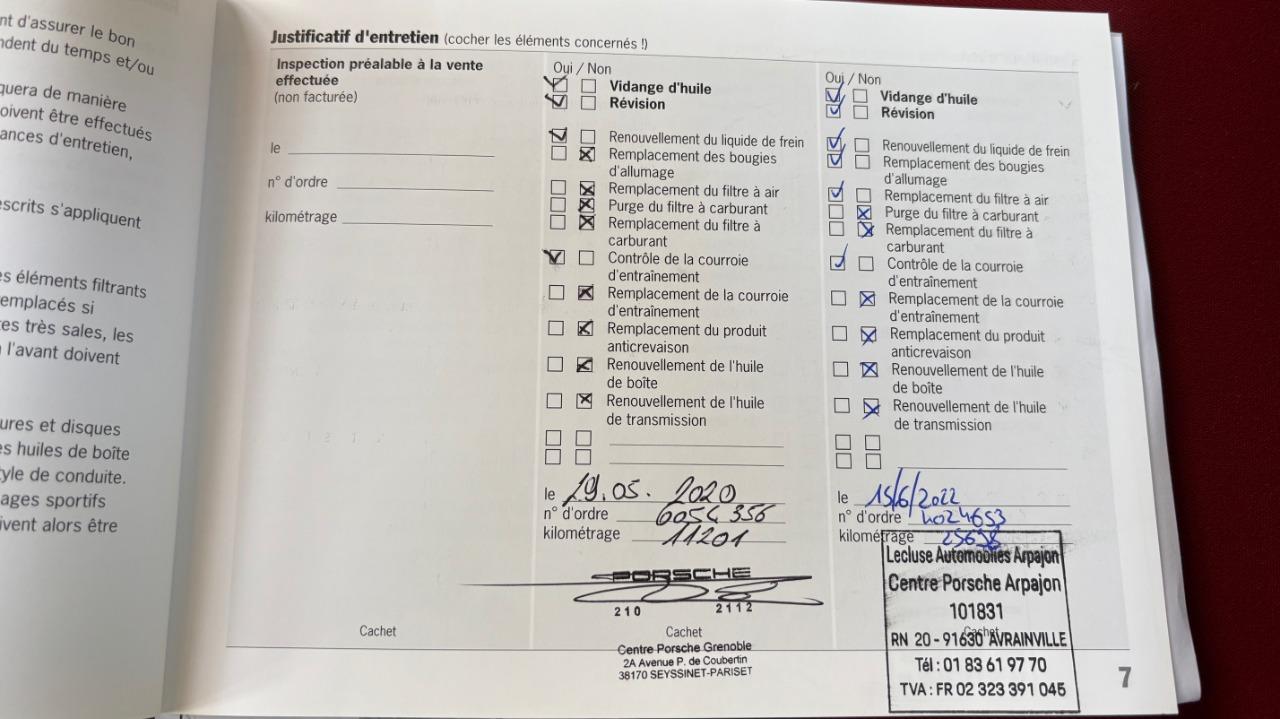 nt d'assurer le bon
ndent du temps et/ou
quera de manière
oivent être effectués
ances d'entretien,
escrits s'appliquent
es éléments filtrants
remplacés si
tes très sales, les
l'avant doivent
ures et disques
es huiles de boîte
tyle de conduite.
ages sportifs
ivent alors être
Justificatif d'entretien (cocher les éléments concernés !)
Inspection préalable à la vente
effectuée
(non facturée)
le
n° d'ordre
kilométrage
Cachet
Oui / Non
Vidange d'huile
Révision
Renouvellement du liquide de frein
Remplacement des bougies
d'allumage
Remplacement du filtre à air
Purge du filtre à carburant
Remplacement du filtre à
carburant
Contrôle de la courroie
d'entraînement
Remplacement de la courroie
d'entraînement
Remplacement du produit
anticrevaison
Renouvellement de l'huile
de boîte
Renouvellement de l'huile
de transmission
le 29.05. 2020
n° d'ordre 6054356
kilométrage 11201
PORSCHE
210 2112
Cachet
Centre Porsche Grenoble
2A Avenue P. de Coubertin
38170 SEYSSINET-PARISET
Oui / Non
Vidange d'huile
Révision
Renouvellement du liquide de frein
Remplacement des bougies
d'allumage
Remplacement du filtre à air
Purge du filtre à carburant
Remplacement du filtre à
carburant
Contrôle de la courroie
d'entraînement
Remplacement de la courroie
d'entraînement
Remplacement du produit
anticrevaison
Renouvellement de l'huile
de boîte
Renouvellement de l'huile
de transmission
le 15/6/2022
n° d'ordre 4024653
kilométrage
Lecluse Automobiles Arpajon
Centre Porsche Arpajon
101831
Cachet
RN 20 - 91630 AVRAINVILLE
Tél : 01 83 61 97 70
TVA : FR 02 323 391 045
7